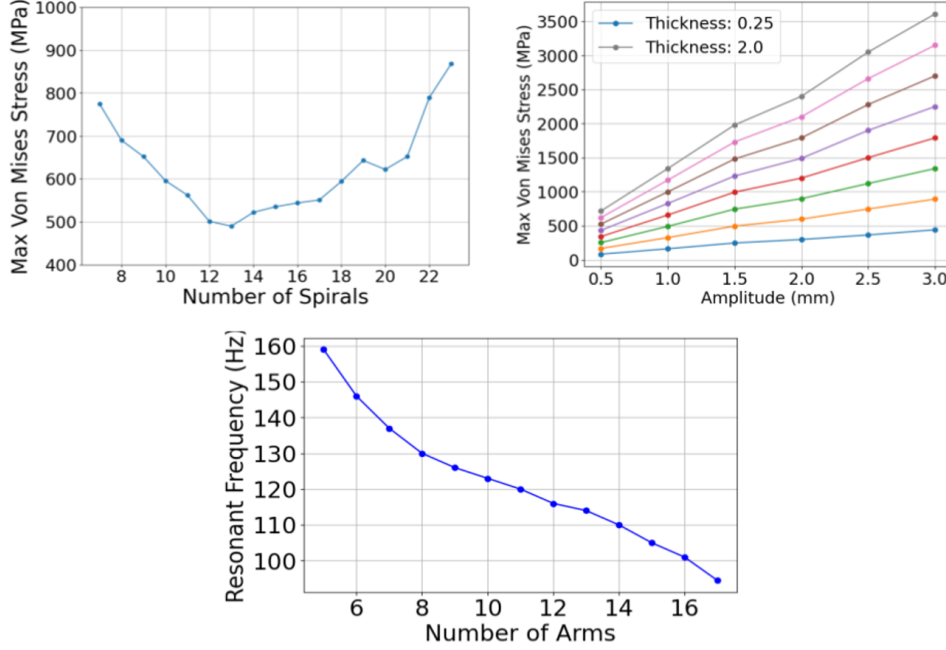 1000
900
800
700
600
500
400
Max Von Mises Stress (MPa)
8 10 12 14 16 18 20 22
Number of Spirals
Thickness: 0.25
Thickness: 2.0
3500
3000
2500
2000
1500
1000
500
0
Max Von Mises Stress (MPa)
0.5 1.0 1.5 2.0 2.5 3.0
Amplitude (mm)
160
150
140
130
120
110
100
Resonant Frequency (Hz)
6 8 10 12 14 16
Number of Arms